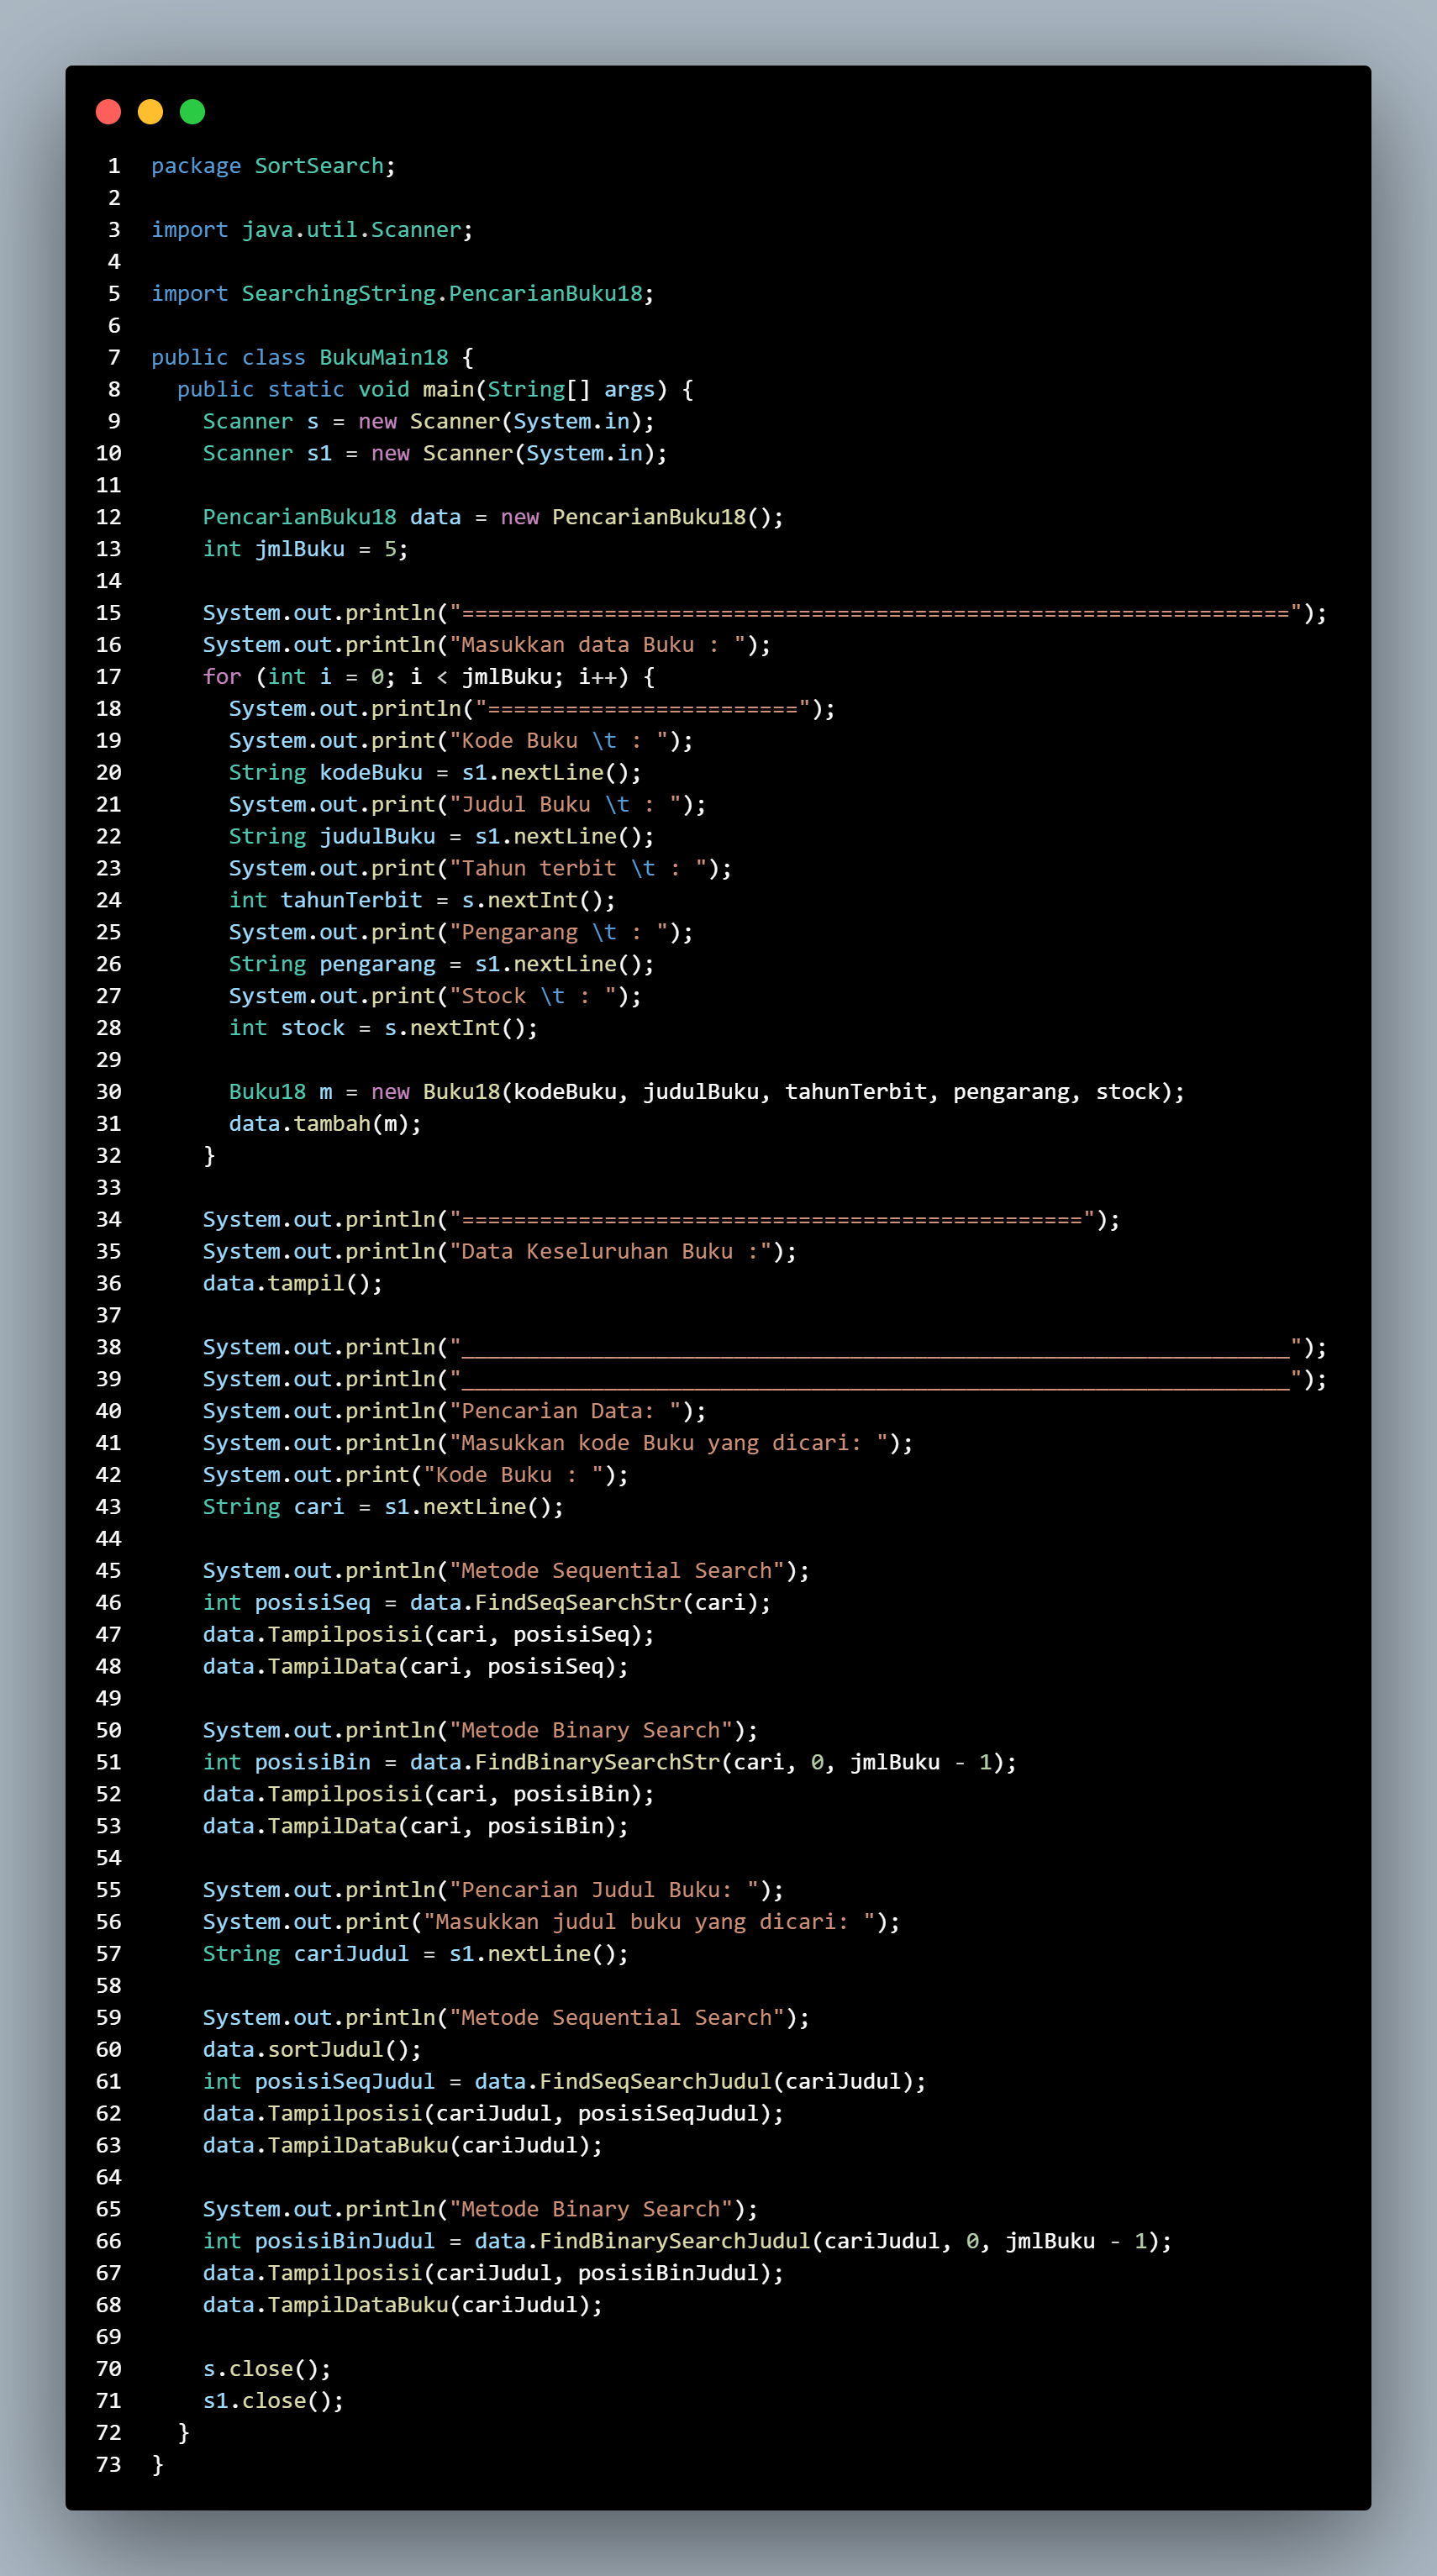 1 package SortSearch;
2
3 import java.util.Scanner;
4
5 import SearchingString.PencarianBuku18;
6
7 public class BukuMain18 {
8   public static void main(String[] args) {
9     Scanner s = new Scanner(System.in);
10     Scanner s1 = new Scanner(System.in);
11
12     PencarianBuku18 data = new PencarianBuku18();
13     int jmlBuku = 5;
14
15     System.out.println("================================================================");
16     System.out.println("Masukkan data Buku : ");
17     for (int i = 0; i < jmlBuku; i++) {
18       System.out.println("========================");
19       System.out.print("Kode Buku \t : ");
20       String kodeBuku = s1.nextLine();
21       System.out.print("Judul Buku \t : ");
22       String judulBuku = s1.nextLine();
23       System.out.print("Tahun terbit \t : ");
24       int tahunTerbit = s.nextInt();
25       System.out.print("Pengarang \t : ");
26       String pengarang = s1.nextLine();
27       System.out.print("Stock \t : ");
28       int stock = s.nextInt();
29
30       Buku18 m = new Buku18(kodeBuku, judulBuku, tahunTerbit, pengarang, stock);
31       data.tambah(m);
32     }
33
34     System.out.println("================================================");
35     System.out.println("Data Keseluruhan Buku :");
36     data.tampil();
37
38     System.out.println("________________________________________________________________");
39     System.out.println("________________________________________________________________");
40     System.out.println("Pencarian Data: ");
41     System.out.println("Masukkan kode Buku yang dicari: ");
42     System.out.print("Kode Buku : ");
43     String cari = s1.nextLine();
44
45     System.out.println("Metode Sequential Search");
46     int posisiSeq = data.FindSeqSearchStr(cari);
47     data.Tampilposisi(cari, posisiSeq);
48     data.TampilData(cari, posisiSeq);
49
50     System.out.println("Metode Binary Search");
51     int posisiBin = data.FindBinarySearchStr(cari, 0, jmlBuku - 1);
52     data.Tampilposisi(cari, posisiBin);
53     data.TampilData(cari, posisiBin);
54
55     System.out.println("Pencarian Judul Buku: ");
56     System.out.print("Masukkan judul buku yang dicari: ");
57     String cariJudul = s1.nextLine();
58
59     System.out.println("Metode Sequential Search");
60     data.sortJudul();
61     int posisiSeqJudul = data.FindSeqSearchJudul(cariJudul);
62     data.Tampilposisi(cariJudul, posisiSeqJudul);
63     data.TampilDataBuku(cariJudul);
64
65     System.out.println("Metode Binary Search");
66     int posisiBinJudul = data.FindBinarySearchJudul(cariJudul, 0, jmlBuku - 1);
67     data.Tampilposisi(cariJudul, posisiBinJudul);
68     data.TampilDataBuku(cariJudul);
69
70     s.close();
71     s1.close();
72   }
73 }